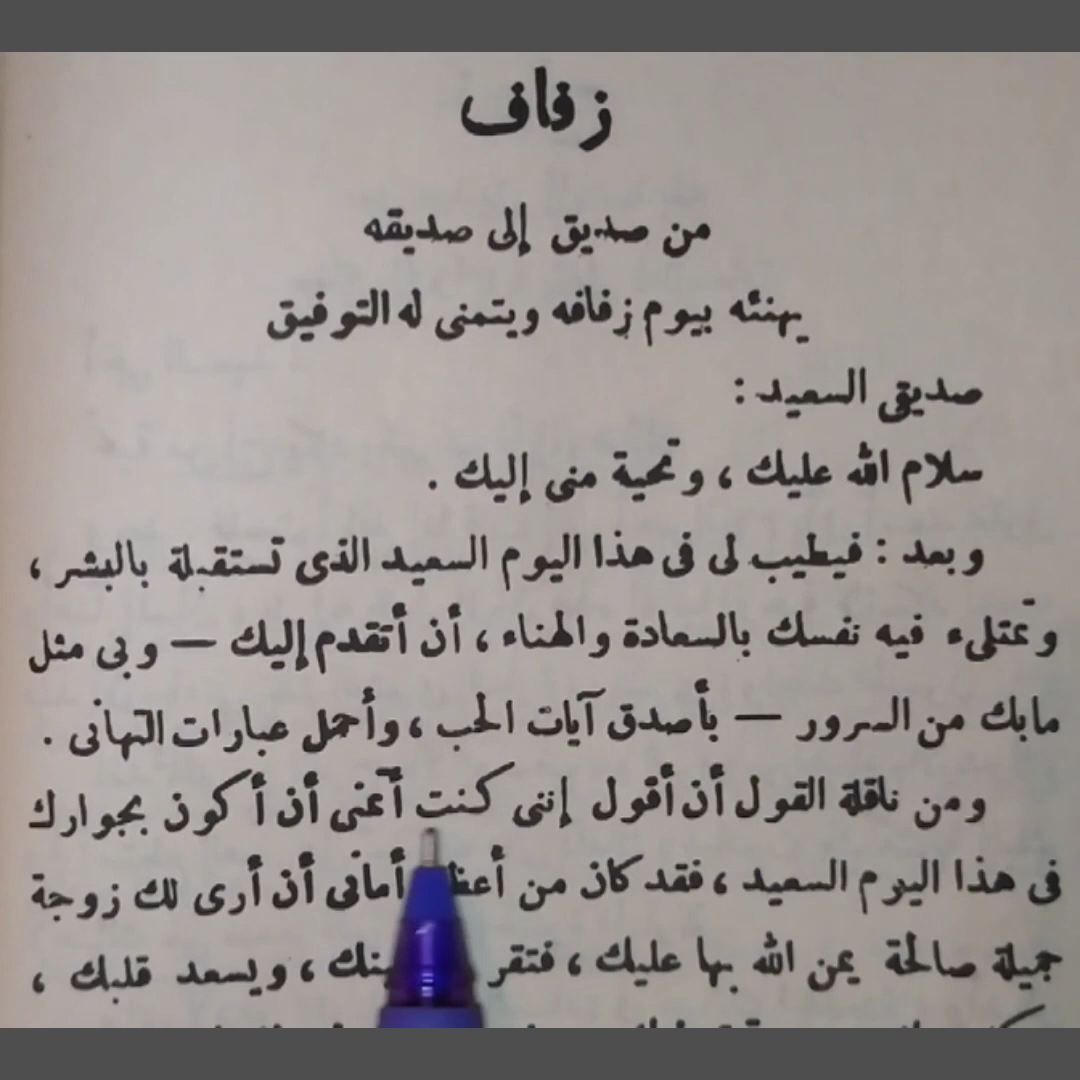 زفاف
من صديق إلى صديقه
يهنئه بيوم زفافه ويتمنى له التوفيق
صديقى السعيد :
سلام الله عليك ، وتحية منى إليك .
وبعد : فيطيب لى فى هذا اليوم السعيد الذى تستقبلة بالبشر ،
وتمتلىء فيه نفسك بالسعادة والهناء ، أن أتقدم إليك — وبى مثل
مابك من السرور — بأصدق آيات الحب ، وأجمل عبارات التهانى .
ومن ناقلة القول أن أقول إننى كنت أتمنى أن أكون بجوارك
فى هذا اليوم السعيد ، فقد كان من أمانى أن أرى لك زوجة
جميلة صالحة يمن الله بها عليك ، فتقر ، ويسعد قلبك ،